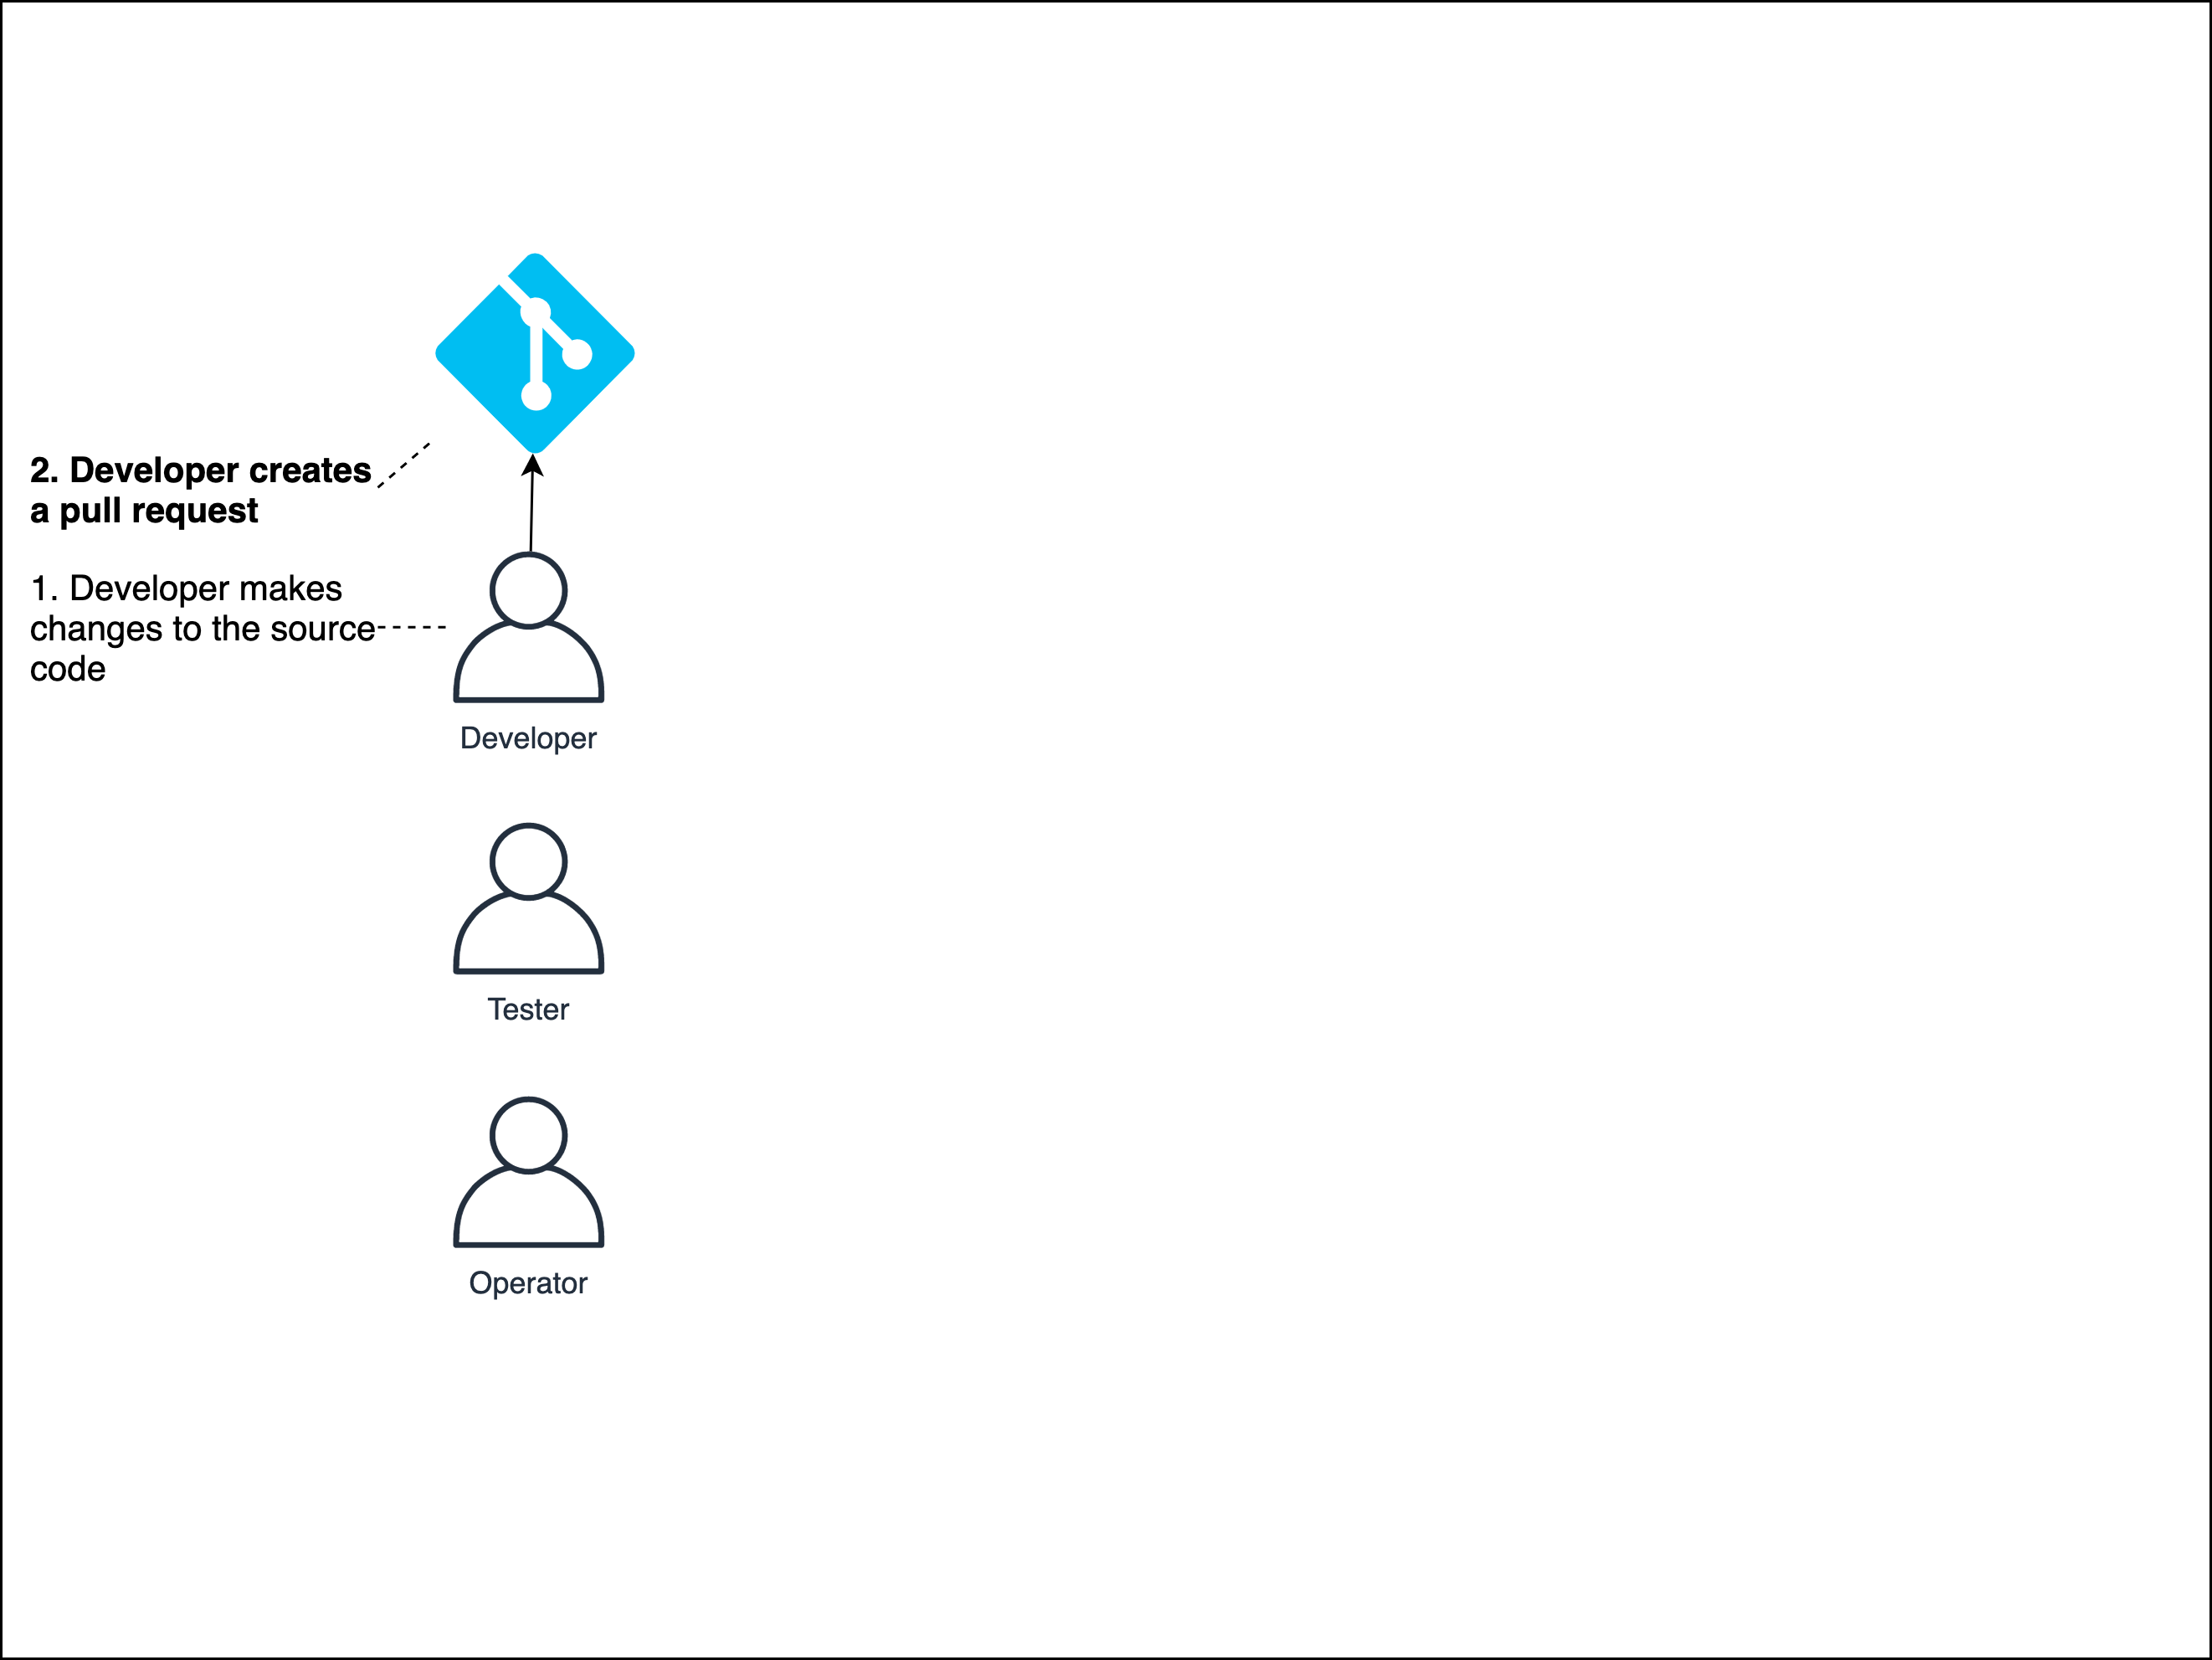 2. Developer creates
a pull request
1. Developer makes
changes to the source
code
Developer
Tester
Operator